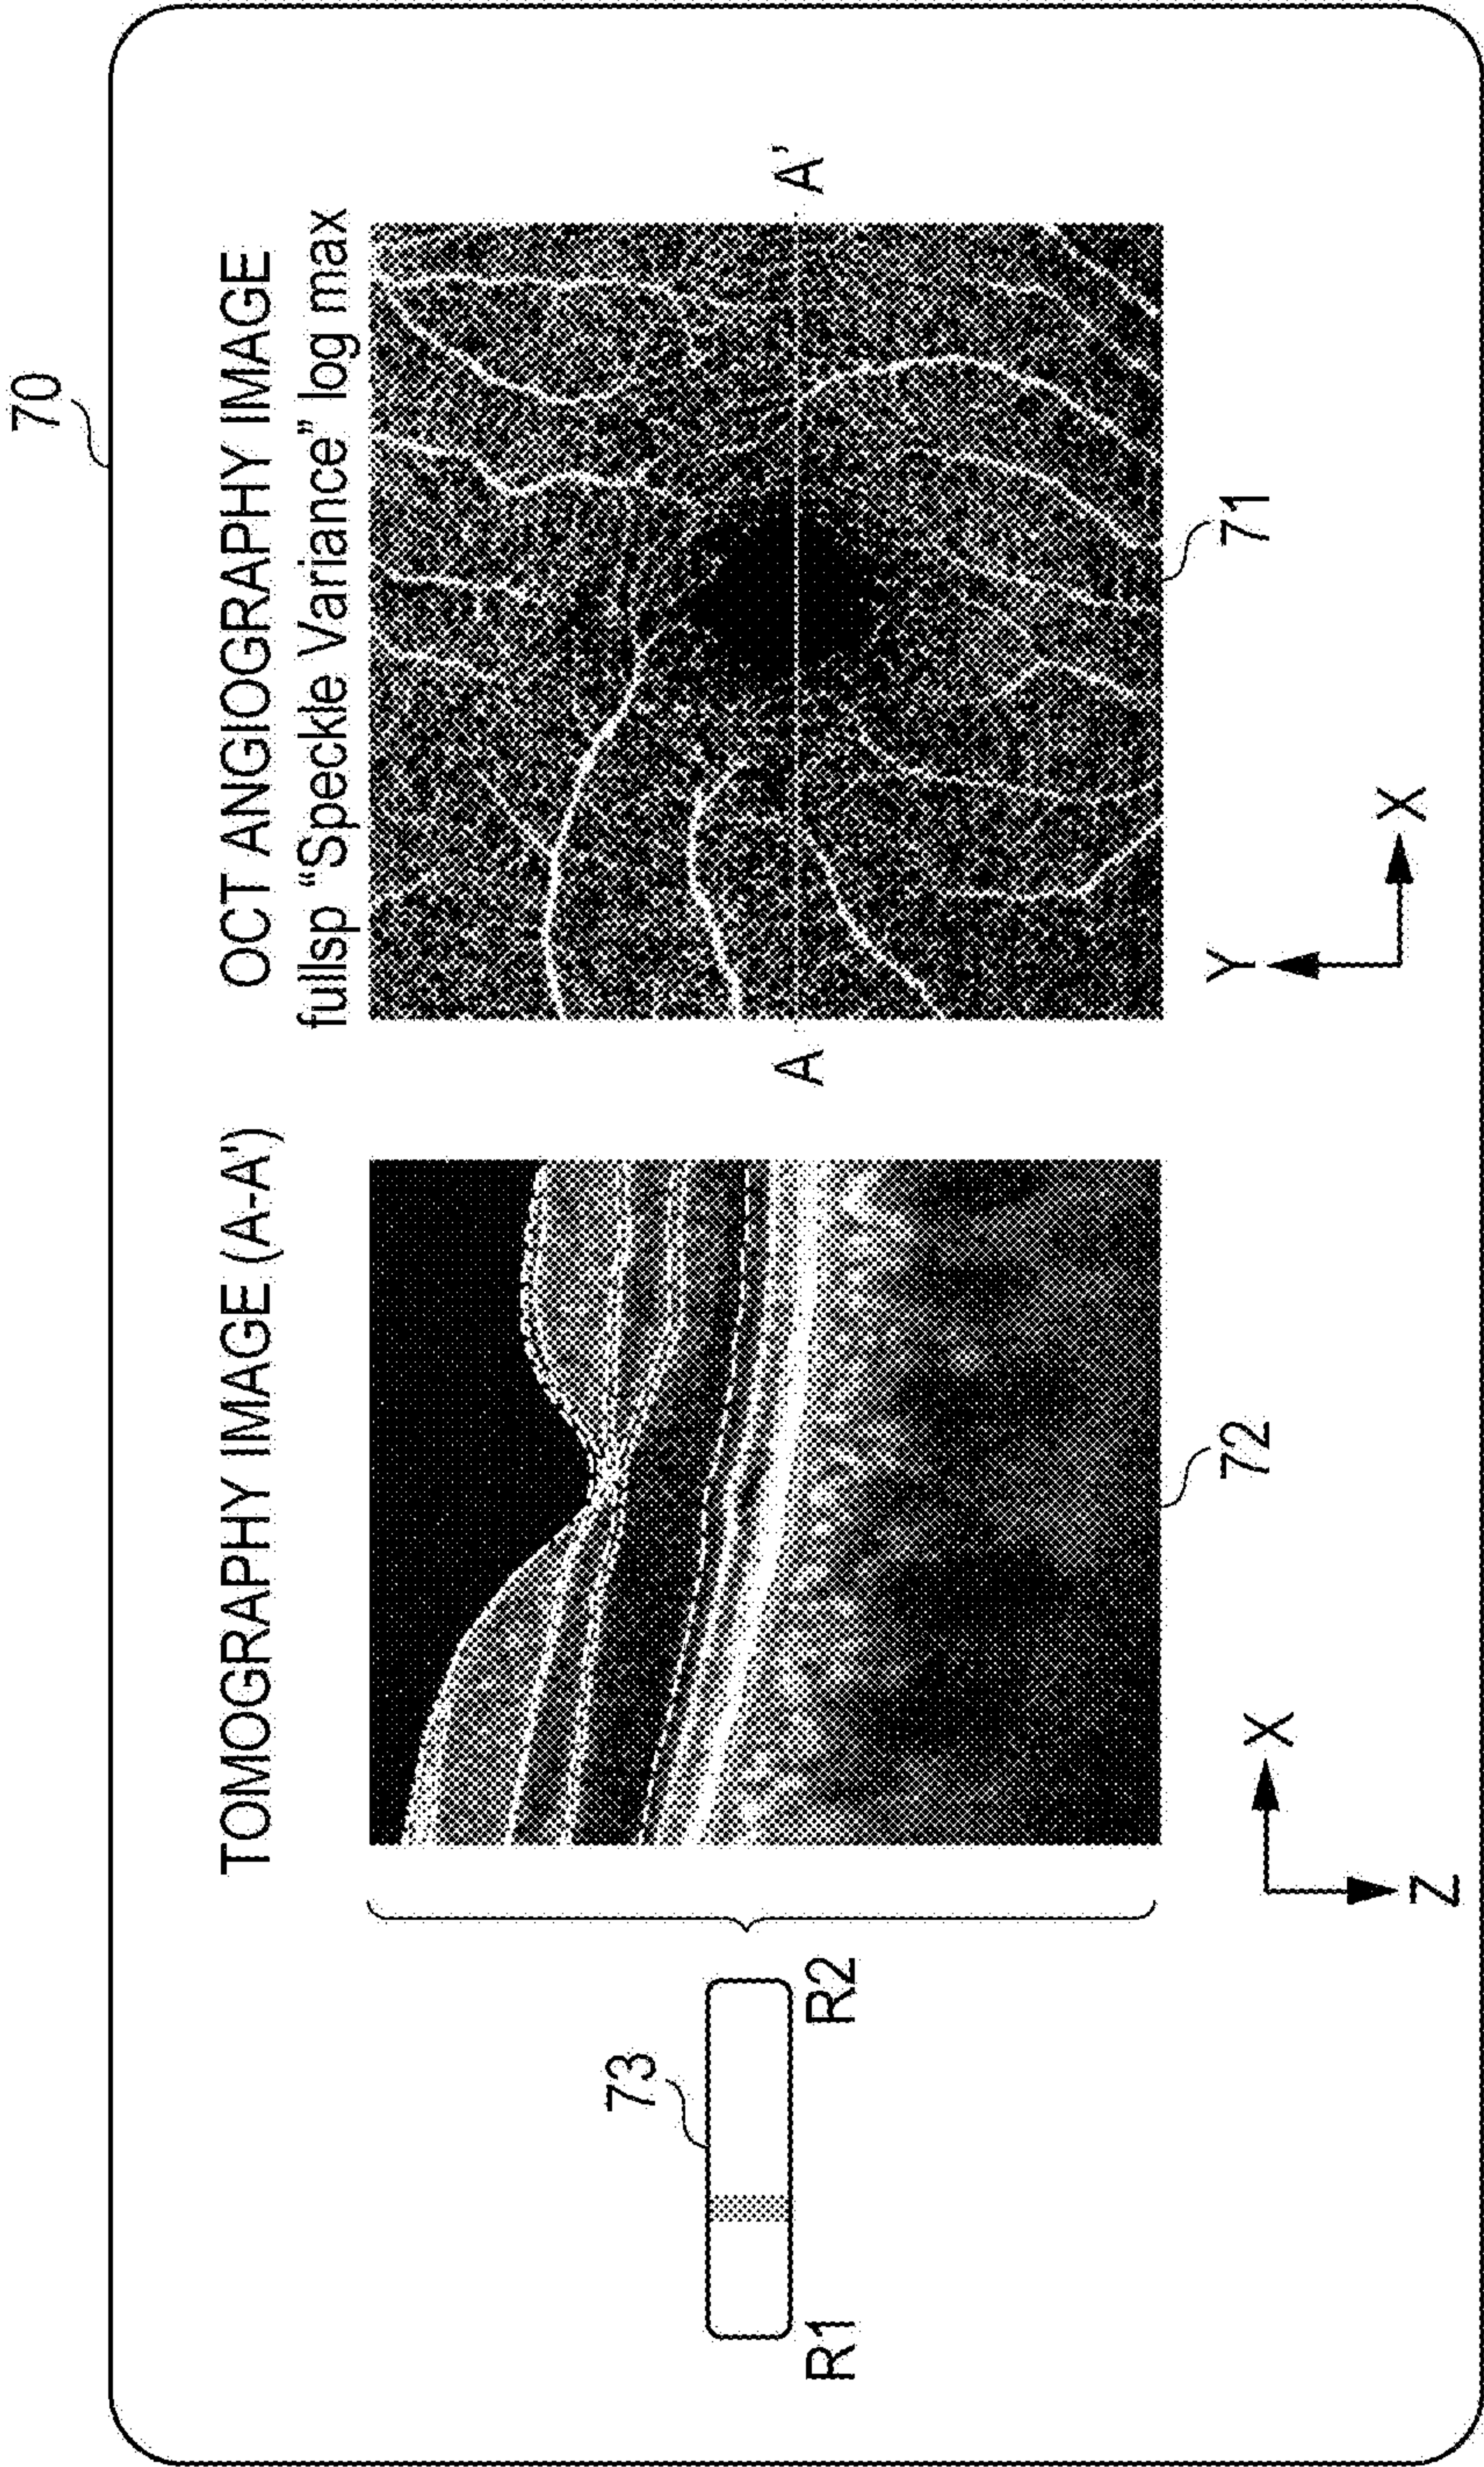 70
TOMOGRAPHY IMAGE (A-A')
OCT ANGIOGRAPHY IMAGE
fullsp “Speckle Variance” log max
73
R1
R2
A
A’
72
71
X
Z
Y
X